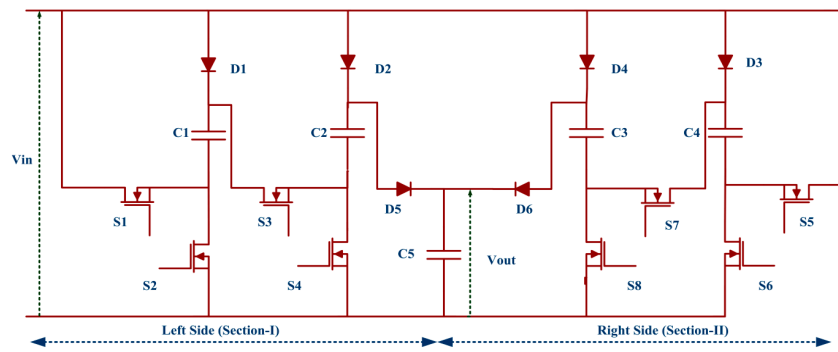 D1
D2
D4
D3
C1
C2
C3
C4
Vin
S1
S3
D5
D6
S7
S5
S2
S4
C5
Vout
S8
S6
Left Side (Section-I)
Right Side (Section-II)